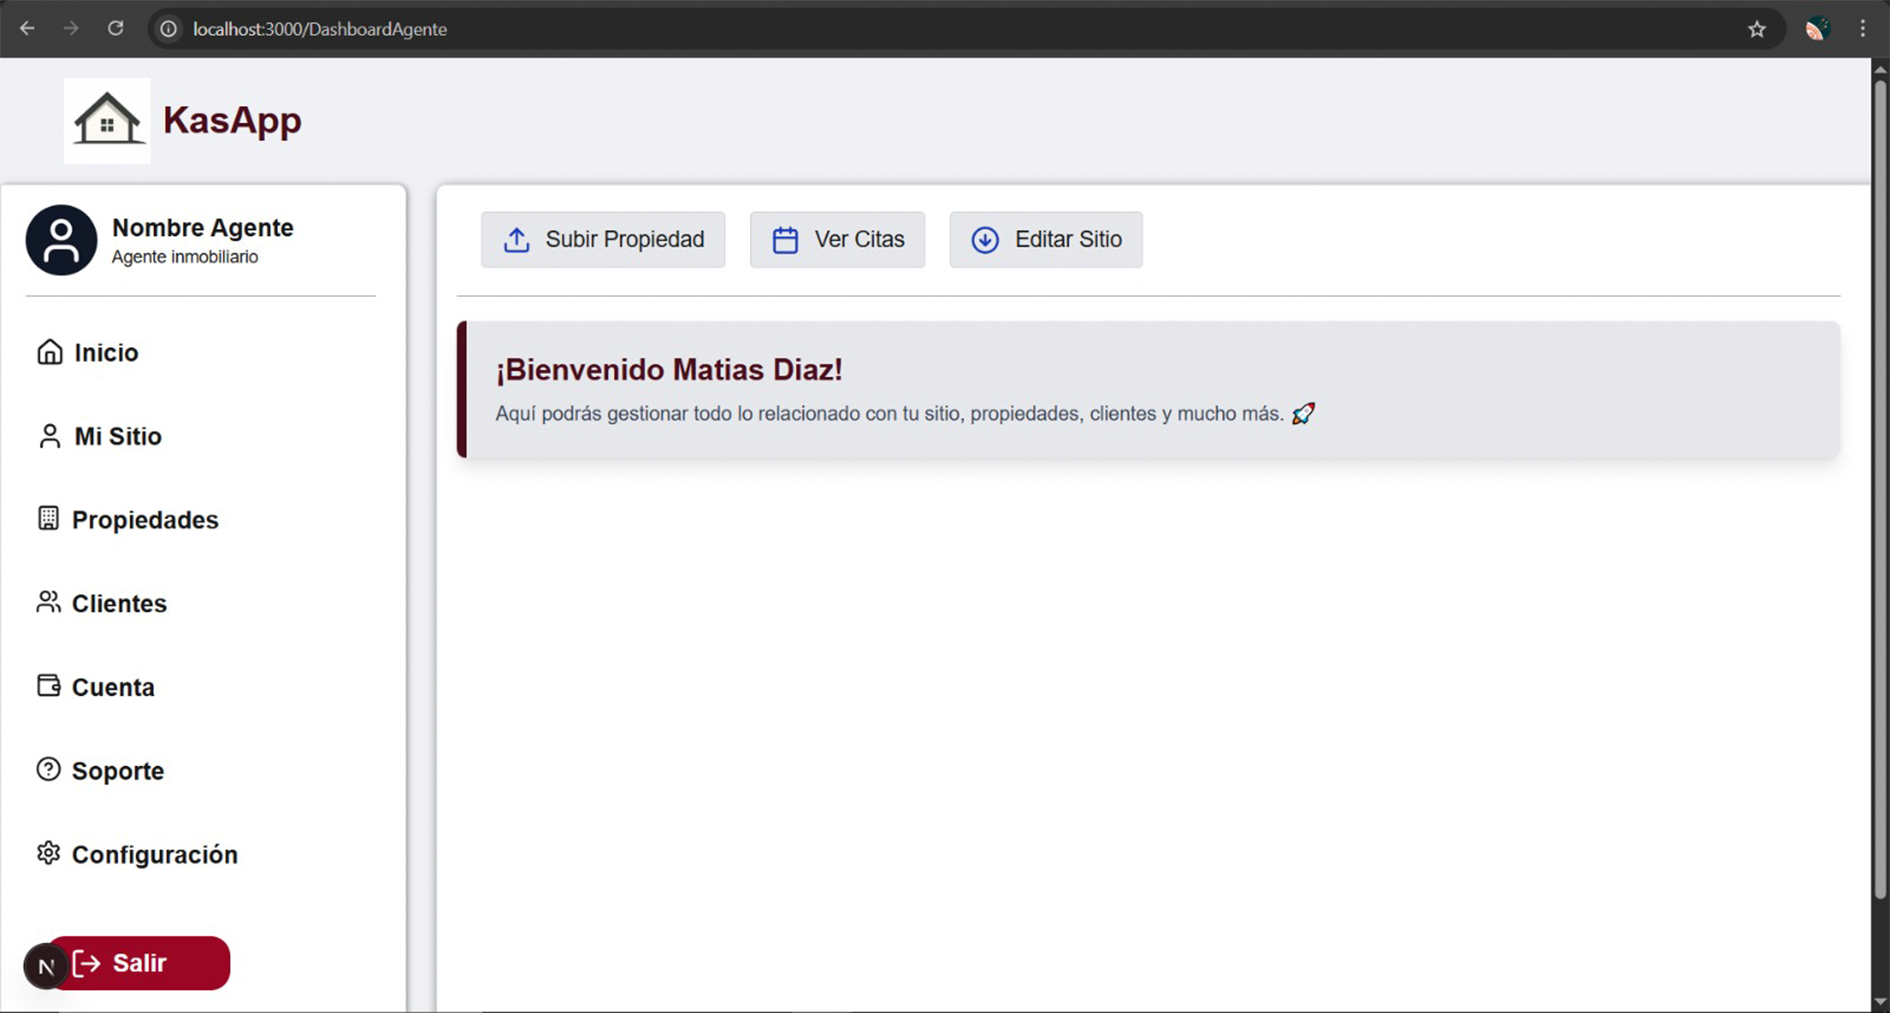 localhost:3000/DashboardAgente
KasApp
Nombre Agente
Agente inmobiliario
Inicio
Mi Sitio
Propiedades
Clientes
Cuenta
Soporte
Configuración
N
Salir
Subir Propiedad
Ver Citas
Editar Sitio
¡Bienvenido Matias Diaz!
Aquí podrás gestionar todo lo relacionado con tu sitio, propiedades, clientes y mucho más. 🚀